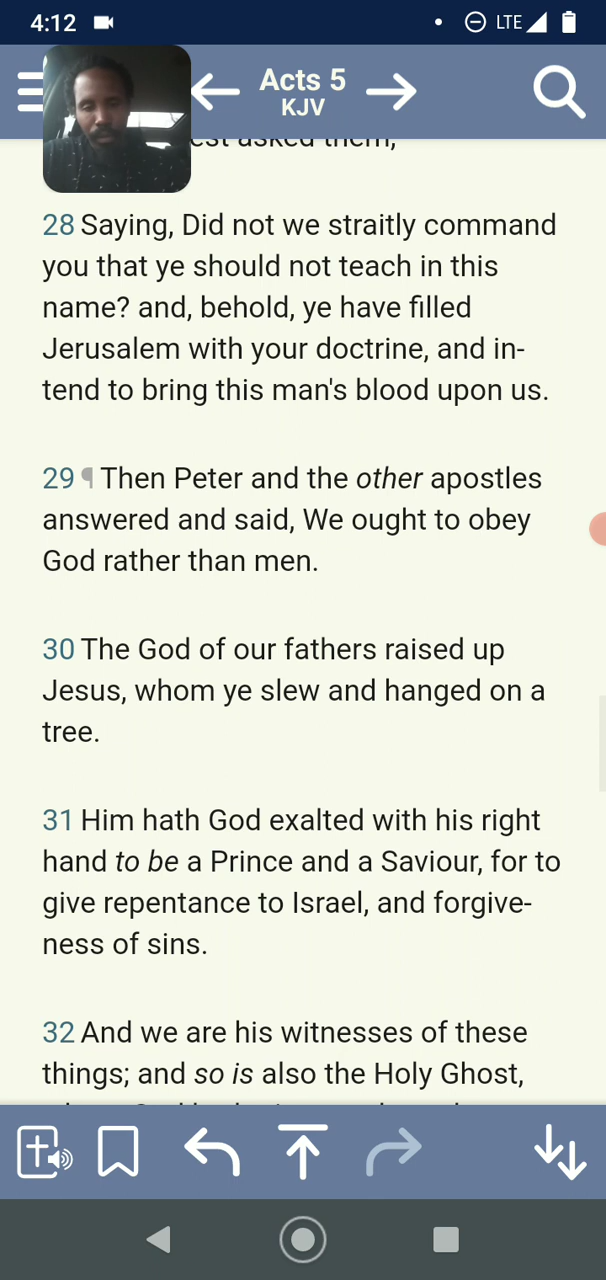 4:12
LTE
Acts 5
KJV
asked them,
28 Saying, Did not we straitly command
you that ye should not teach in this
name? and, behold, ye have filled
Jerusalem with your doctrine, and in-
tend to bring this man's blood upon us.
29 ¶ Then Peter and the other apostles
answered and said, We ought to obey
God rather than men.
30 The God of our fathers raised up
Jesus, whom ye slew and hanged on a
tree.
31 Him hath God exalted with his right
hand to be a Prince and a Saviour, for to
give repentance to Israel, and forgive-
ness of sins.
32 And we are his witnesses of these
things; and so is also the Holy Ghost,